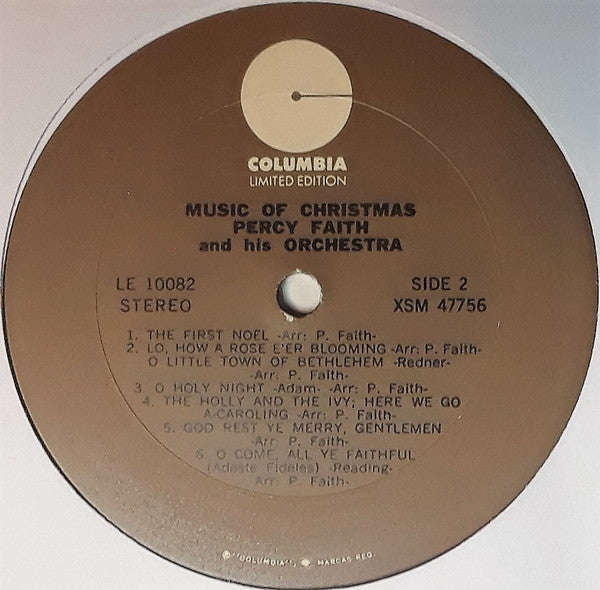 COLUMBIA
LIMITED EDITION
MUSIC OF CHRISTMAS
PERCY FAITH
and his ORCHESTRA
LE 10082
STEREO
SIDE 2
XSM 47756
1. THE FIRST NOEL -Arr: P. Faith-
2. LO, HOW A ROSE E'ER BLOOMING -Arr: P. Faith-
O LITTLE TOWN OF BETHLEHEM -Redner-
-Arr: P. Faith-
3. O HOLY NIGHT -Adam- -Arr: P. Faith-
4. THE HOLLY AND THE IVY; HERE WE GO
A-CAROLING -Arr: P. Faith-
5. GOD REST YE MERRY, GENTLEMEN
-Arr: P. Faith-
6. O COME, ALL YE FAITHFUL
(Adeste Fideles) -Reading-
Arr P. Faith-
"COLUMBIA", MARCAS REG.